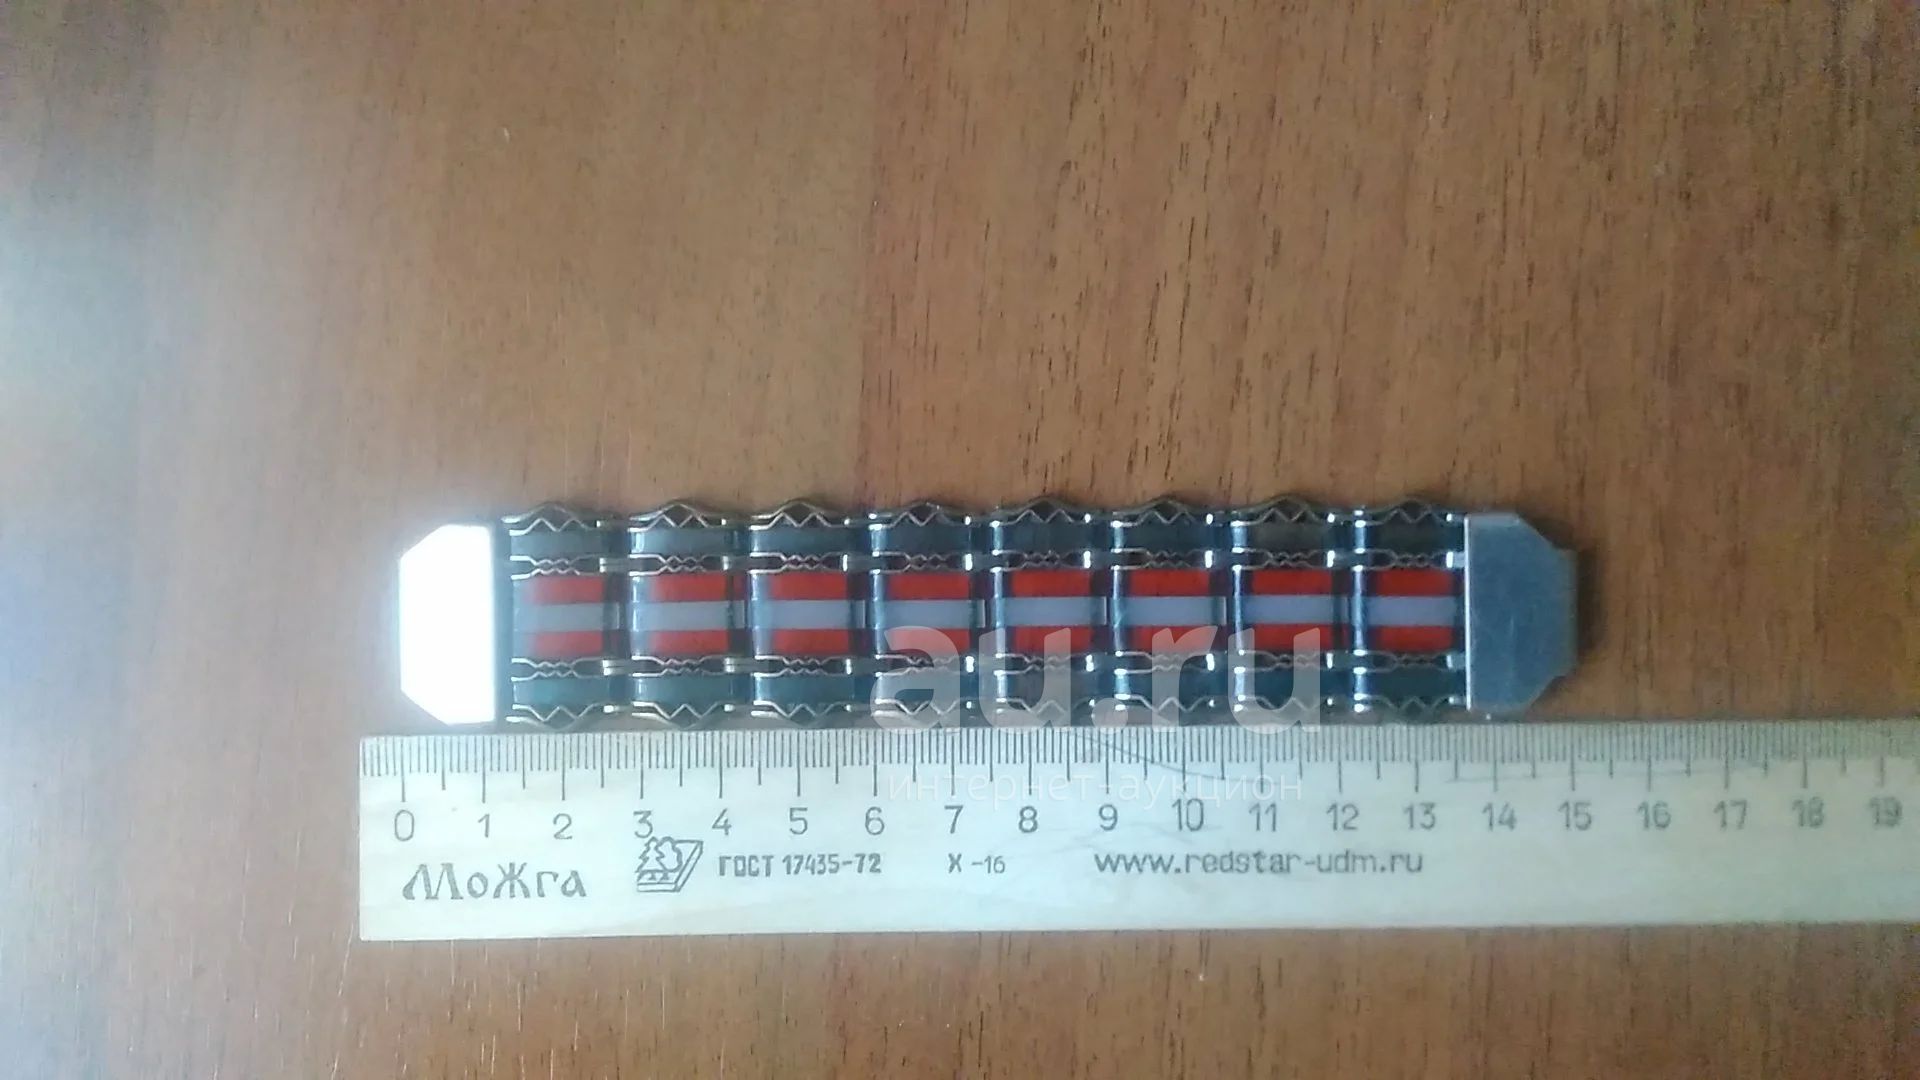 au.ru
интернет-аукцион
0 1 2 3 4 5 6 7 8 9 10 11 12 13 14 15 16 17 18 19
МоЖга ГОСТ 17435-72 Х-16 www.redstar-udm.ru